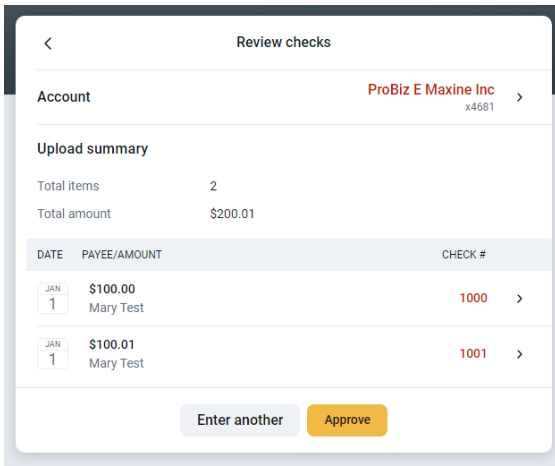 Review checks
Account
ProBiz E Maxine Inc
x4681
Upload summary
Total items 2
Total amount $200.01
DATE PAYEE/AMOUNT CHECK #
JAN
1
$100.00
Mary Test
1000
JAN
1
$100.01
Mary Test
1001
Enter another Approve